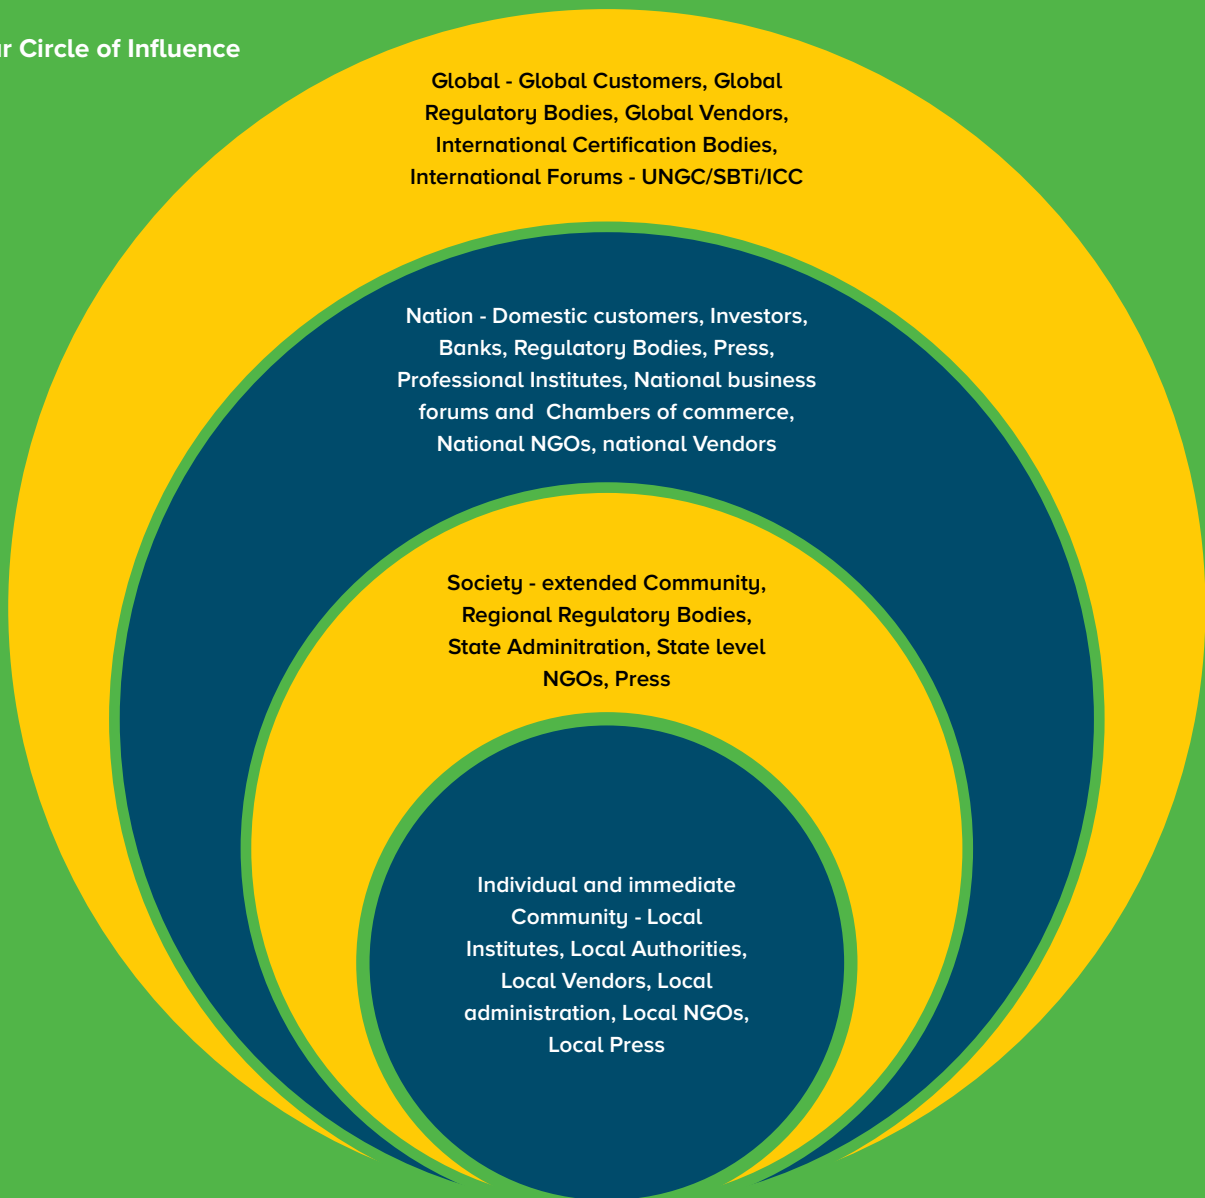 r Circle of Influence
Global - Global Customers, Global
Regulatory Bodies, Global Vendors,
International Certification Bodies,
International Forums - UNGC/SBTi/ICC
Nation - Domestic customers, Investors,
Banks, Regulatory Bodies, Press,
Professional Institutes, National business
forums and  Chambers of commerce,
National NGOs, national Vendors
Society - extended Community,
Regional Regulatory Bodies,
State Adminitration, State level
NGOs, Press
Individual and immediate
Community - Local
Institutes, Local Authorities,
Local Vendors, Local
administration, Local NGOs,
Local Press